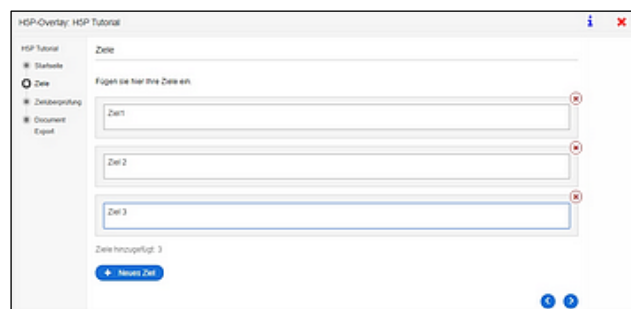 H5P-Overlay: H5P Tutorial
i
H5P Tutorial
Startseite
Ziele
Zielüberprüfung
Document
Export
Ziele
Fügen sie hier Ihre Ziele ein.
Ziel1
Ziel 2
Ziel 3
Ziele hinzugefügt: 3
+ Neues Ziel